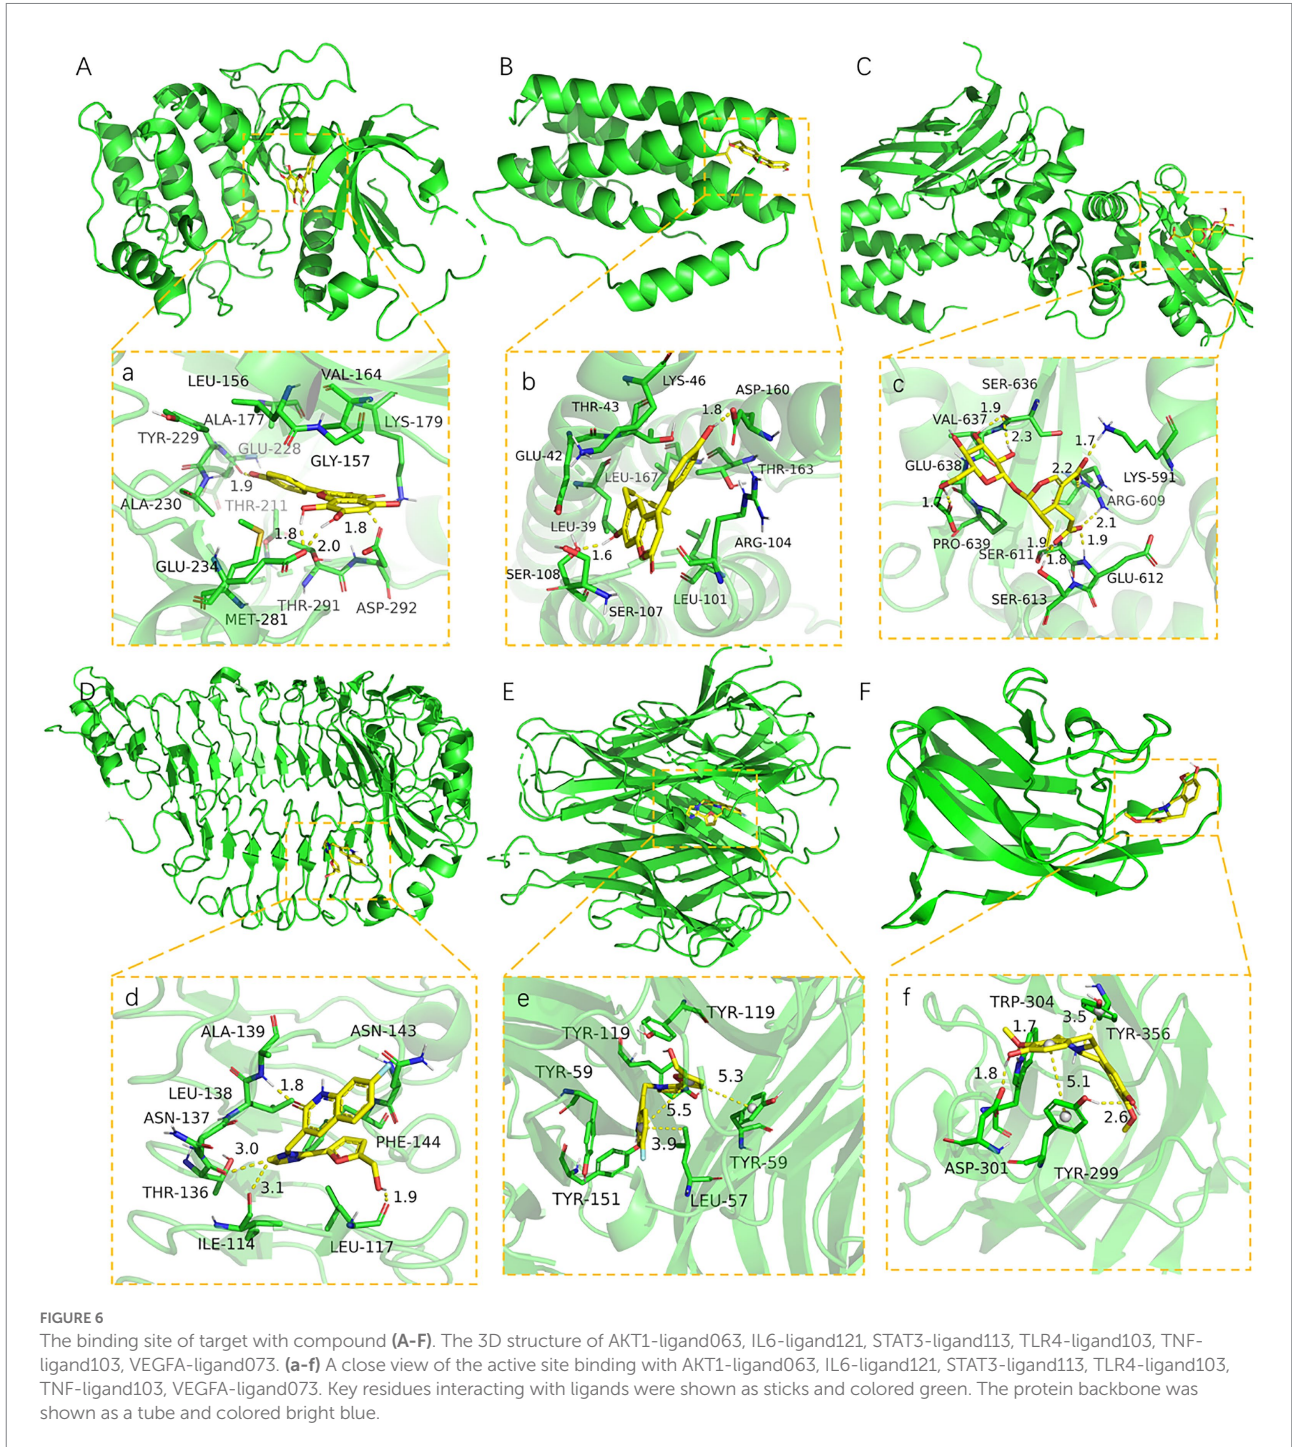 A
B
C
a
LEU-156
VAL-164
ALA-177
LYS-179
TYR-229
GLU-228
GLY-157
1.9
ALA-230
THR-211
1.8
1.8
2.0
GLU-234
THR-291
ASP-292
MET-281
b
LYS-46
ASP-160
THR-43
1.8
GLU-42
LEU-167
THR-163
LEU-39
ARG-104
1.6
SER-108
LEU-101
SER-107
c
SER-636
VAL-637
1.9
2.3
1.7
GLU-638
2.2
LYS-591
ARG-609
1.
2.1
PRO-639
1.9
1.9
SER-611
1.8
GLU-612
SER-613
D
E
F
d
ALA-139
ASN-143
1.8
LEU-138
ASN-137
PHE-144
3.0
THR-136
3.1
1.9
ILE-114
LEU-117
e
TYR-119
TYR-119
TYR-59
5.3
5.5
3.9
TYR-59
TYR-151
LEU-57
f
TRP-304
3.5
1.7
TYR-356
1.8
5.1
2.6
ASP-301
TYR-299
FIGURE 6
The binding site of target with compound (A-F). The 3D structure of AKT1-ligand063, IL6-ligand121, STAT3-ligand113, TLR4-ligand103, TNF-
ligand103, VEGFA-ligand073. (a-f) A close view of the active site binding with AKT1-ligand063, IL6-ligand121, STAT3-ligand113, TLR4-ligand103,
TNF-ligand103, VEGFA-ligand073. Key residues interacting with ligands were shown as sticks and colored green. The protein backbone was
shown as a tube and colored bright blue.